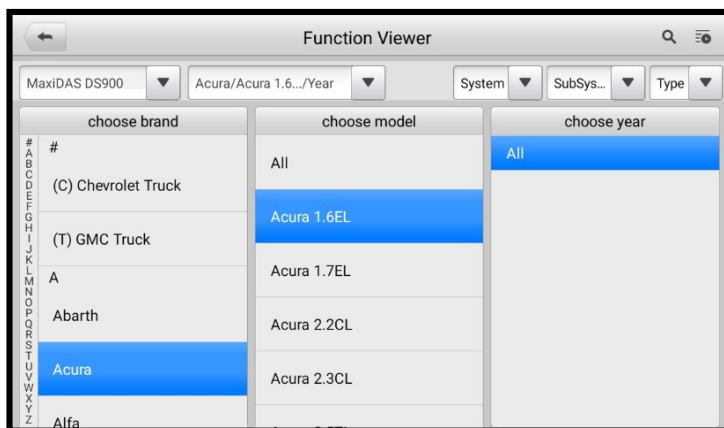 Function Viewer
MaxiDAS DS900
Acura/Acura 1.6.../Year
System
SubSys...
Type
choose brand
choose model
choose year
#
A
B
C
D
E
F
G
H
I
J
K
L
M
N
O
P
Q
R
S
T
U
V
W
X
Y
Z
#
(C) Chevrolet Truck
(T) GMC Truck
A
Abarth
Acura
Alfa
All
Acura 1.6EL
Acura 1.7EL
Acura 2.2CL
Acura 2.3CL
All